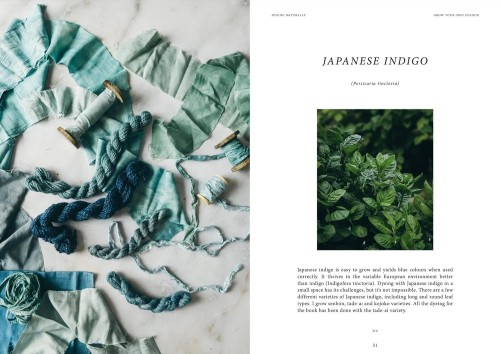 DYEING NATURALLY
GROW YOUR OWN COLOUR
JAPANESE INDIGO
(Persicaria tinctoria)
Japanese indigo is easy to grow and yields blue colours when used
correctly. It thrives in the variable European environment better
than indigo (Indigofera tinctoria). Dyeing with Japanese indigo in a
small space has its challenges, but it's not impossible. There are a few
different varieties of Japanese indigo, including long and round leaf
types. I grow senbon, tade-ai and kojoko varieties. All the dyeing for
the book has been done with the tade-ai variety.
51